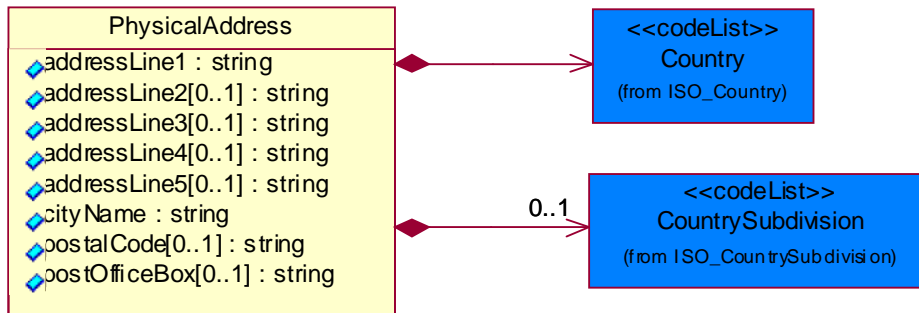 PhysicalAddress
addressLine1 : string
addressLine2[0..1] : string
addressLine3[0..1] : string
addressLine4[0..1] : string
addressLine5[0..1] : string
cityName : string
postalCode[0..1] : string
postOfficeBox[0..1] : string
<<codeList>>
Country
(from ISO_Country)
0..1
<<codeList>>
CountrySubdivision
(from ISO_CountrySubdivision)